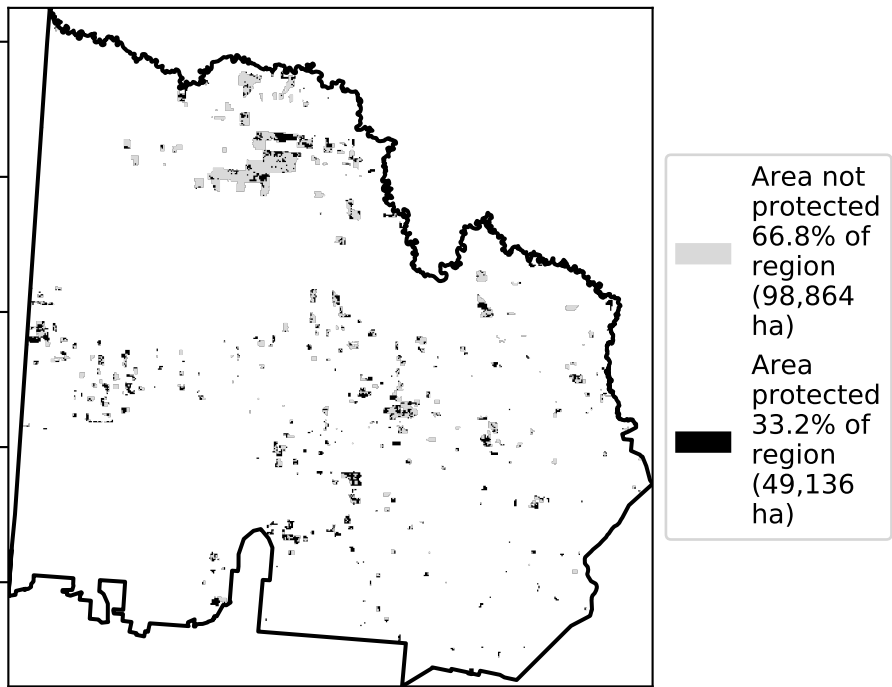 Area not
protected
66.8% of
region
(98,864
ha)
Area
protected
33.2% of
region
(49,136
ha)